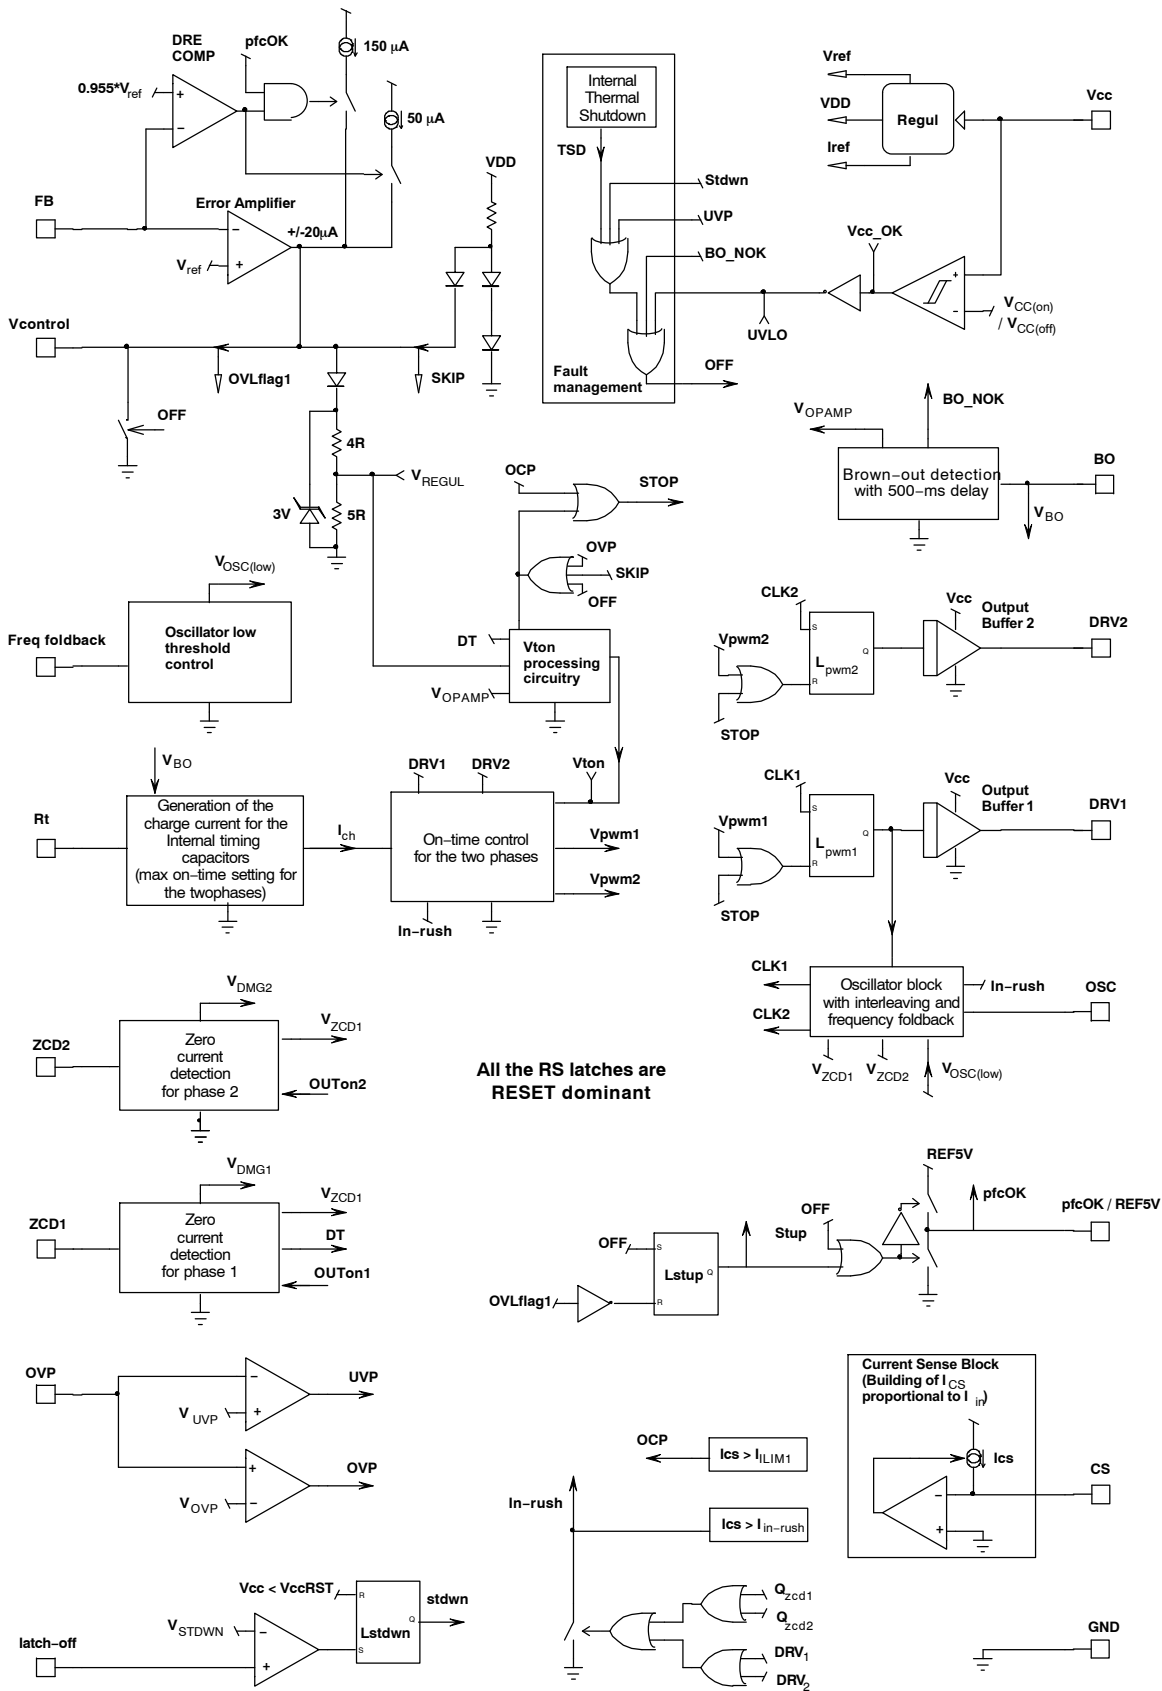 DRE
COMP
pfcOK
150 µA
0.955*Vref
+
−
50 µA
FB
Error Amplifier
+/-20µA
−
+
Vref
VDD
Vcontrol
OVLflag1
SKIP
OFF
4R
VREGUL
3V
5R
Internal
Thermal
Shutdown
TSD
Stdwn
UVP
BO_NOK
UVLO
OFF
Fault
management
Vref
VDD
Iref
Regul
Vcc
Vcc_OK
+
−
VCC(on)
/ VCC(off)
VOPAMP
BO_NOK
Brown−out detection
with 500−ms delay
BO
VBO
OCP
STOP
OVP
SKIP
OFF
DT
Vton
processing
circuitry
VOPAMP
VOSC(low)
Freq foldback
Oscillator low
threshold
control
CLK2
Vpwm2
STOP
S
R
Q
Lpwm2
Vcc
Output
Buffer 2
DRV2
VBO
Rt
Generation of the
charge current for the
Internal timing
capacitors
(max on−time setting for
the twophases)
Ich
DRV1
DRV2
Vton
On−time control
for the two phases
Vpwm1
Vpwm2
In−rush
CLK1
Vpwm1
STOP
S
R
Q
Lpwm1
Vcc
Output
Buffer 1
DRV1
CLK1
CLK2
Oscillator block
with interleaving and
frequency foldback
In−rush
OSC
VZCD1
VZCD2
VOSC(low)
VDMG2
ZCD2
Zero
current
detection
for phase 2
VZCD1
OUTon2
All the RS latches are
RESET dominant
VDMG1
ZCD1
Zero
current
detection
for phase 1
VZCD1
DT
OUTon1
OFF
OVLflag1
S
R
Q
Lstup
Stup
OFF
REF5V
pfcOK
pfcOK / REF5V
OVP
−
+
VUVP
UVP
+
−
VOVP
OVP
Current Sense Block
(Building of ICS
proportional to Iin)
Ics
−
+
CS
OCP
Ics > IILIM1
In−rush
Ics > Iin−rush
Qzcd1
Qzcd2
DRV1
DRV2
Vcc < VccRST
R
S
Q
Lstdwn
stdwn
VSTDWN
−
+
latch−off
GND